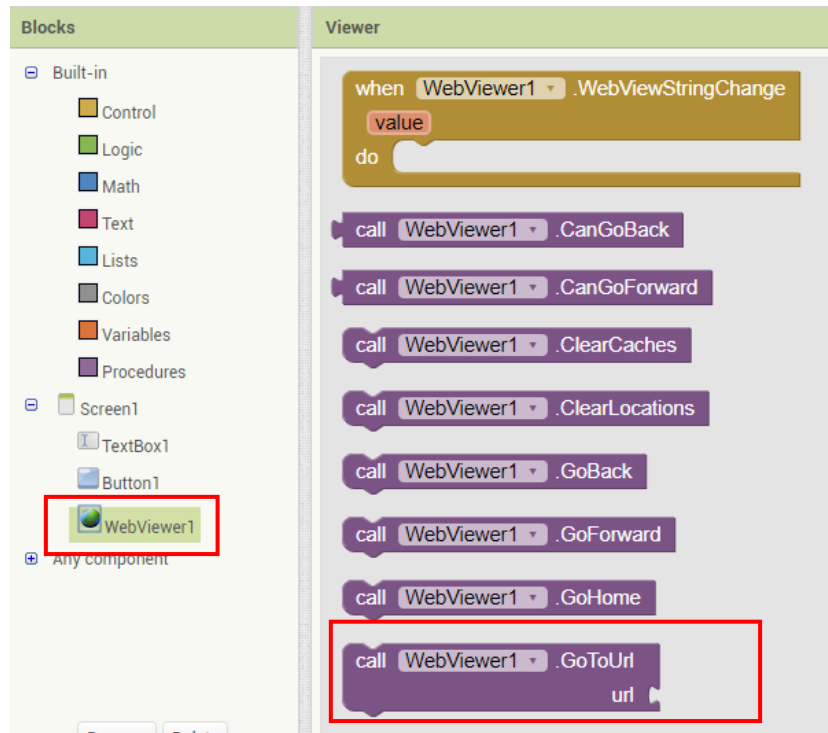 Blocks
Built-in
Control
Logic
Math
Text
Lists
Colors
Variables
Procedures
Screen1
TextBox1
Button1
WebViewer1
Any component
Viewer
when WebViewer1 .WebViewStringChange
value
do
call WebViewer1 .CanGoBack
call WebViewer1 .CanGoForward
call WebViewer1 .ClearCaches
call WebViewer1 .ClearLocations
call WebViewer1 .GoBack
call WebViewer1 .GoForward
call WebViewer1 .GoHome
call WebViewer1 .GoToUrl
url